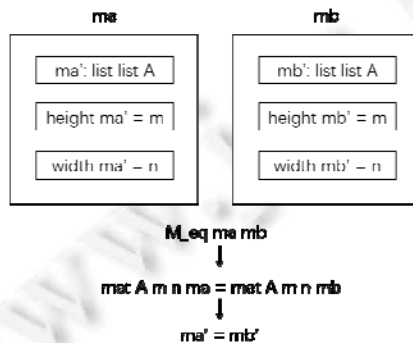 ma mb
ma': list list A mb': list list A
height ma' = m height mb' = m
width ma' = n width mb' = n
M_eq ma mb
mat A m n ma = mat A m n mb
ma' = mb'